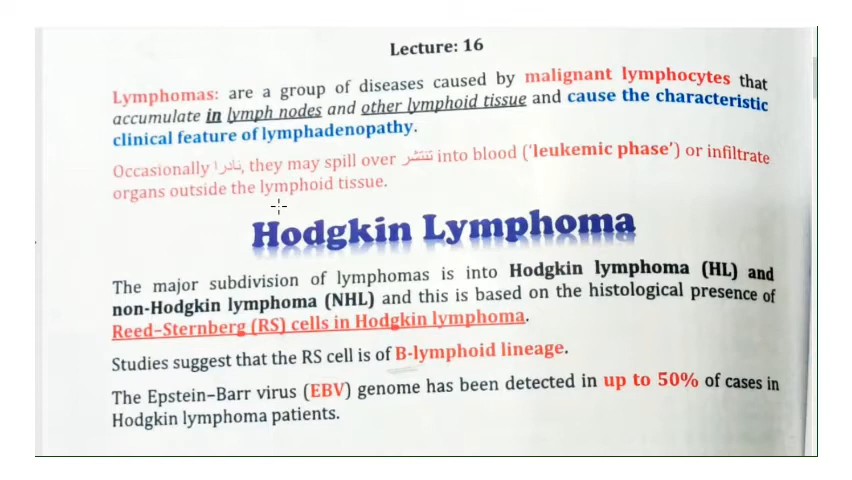 Lecture: 16
Lymphomas: are a group of diseases caused by malignant lymphocytes that
accumulate in lymph nodes and other lymphoid tissue and cause the characteristic
clinical feature of lymphadenopathy.
Occasionally نادرا, they may spill over تنتشر into blood ('leukemic phase') or infiltrate
organs outside the lymphoid tissue.
Hodgkin Lymphoma
The major subdivision of lymphomas is into Hodgkin lymphoma (HL) and
non-Hodgkin lymphoma (NHL) and this is based on the histological presence of
Reed–Sternberg (RS) cells in Hodgkin lymphoma.
Studies suggest that the RS cell is of B-lymphoid lineage.
The Epstein–Barr virus (EBV) genome has been detected in up to 50% of cases in
Hodgkin lymphoma patients.